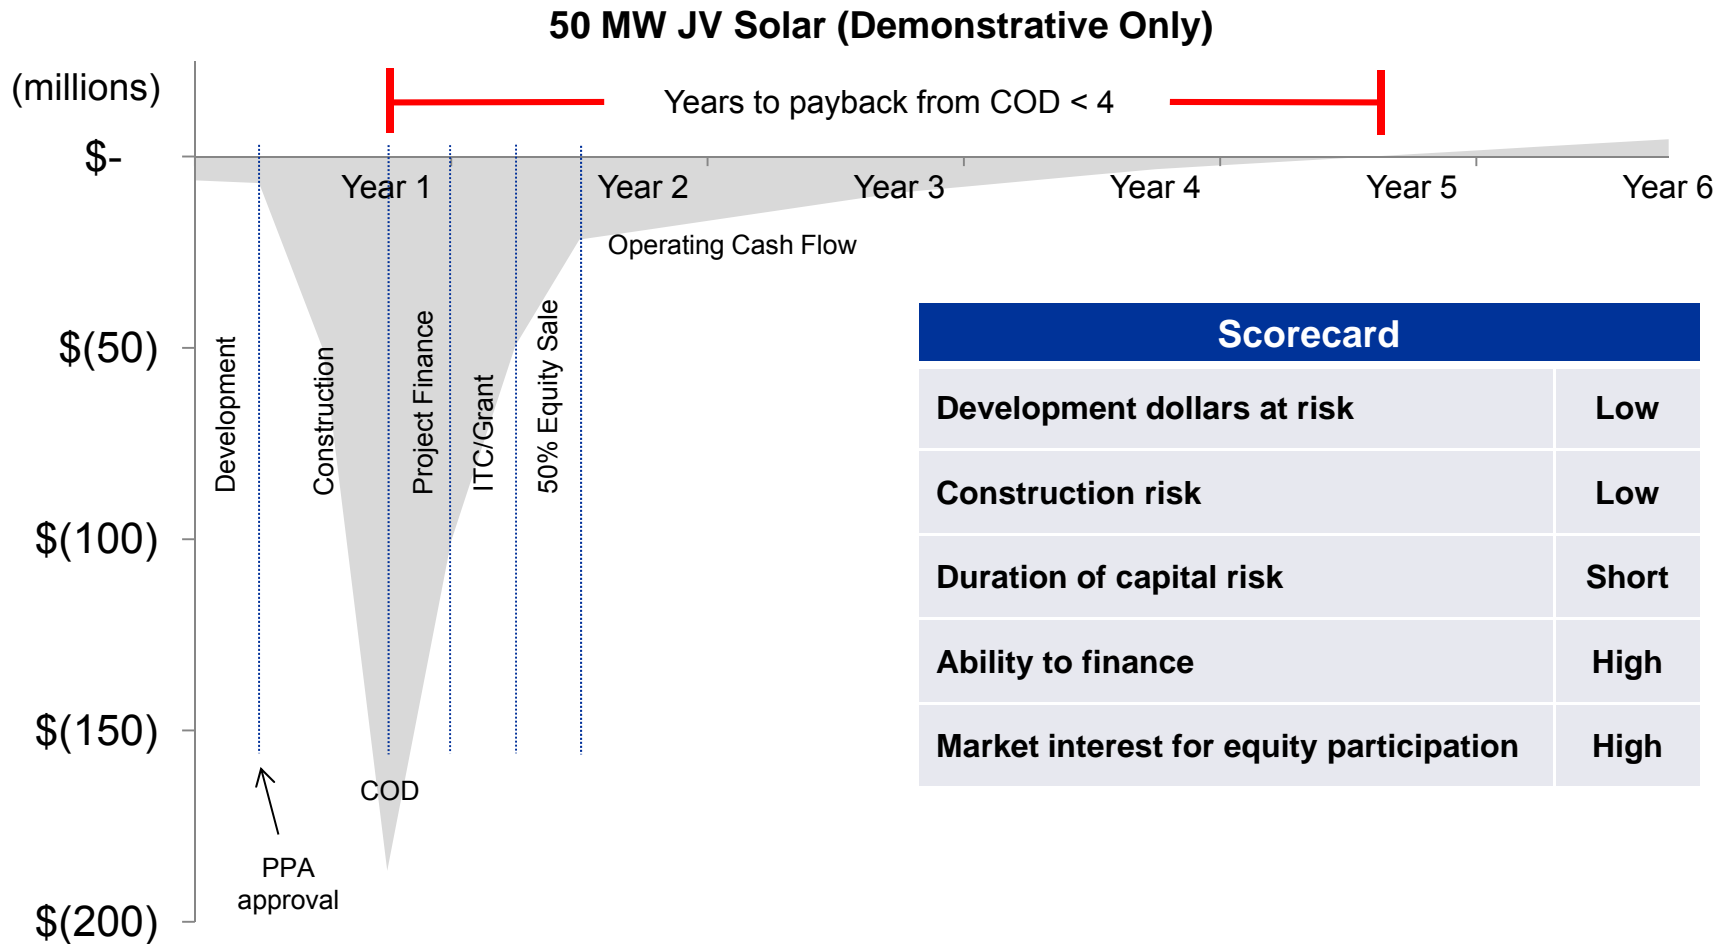 50 MW JV Solar (Demonstrative Only)
(millions)
Years to payback from COD < 4
$-
Year 1
Year 2
Year 3
Year 4
Year 5
Year 6
Operating Cash Flow
$(50)
$(100)
$(150)
$(200)
Development
Construction
Project Finance
ITC/Grant
50% Equity Sale
COD
PPA
approval
Scorecard
Development dollars at risk Low
Construction risk Low
Duration of capital risk Short
Ability to finance High
Market interest for equity participation High